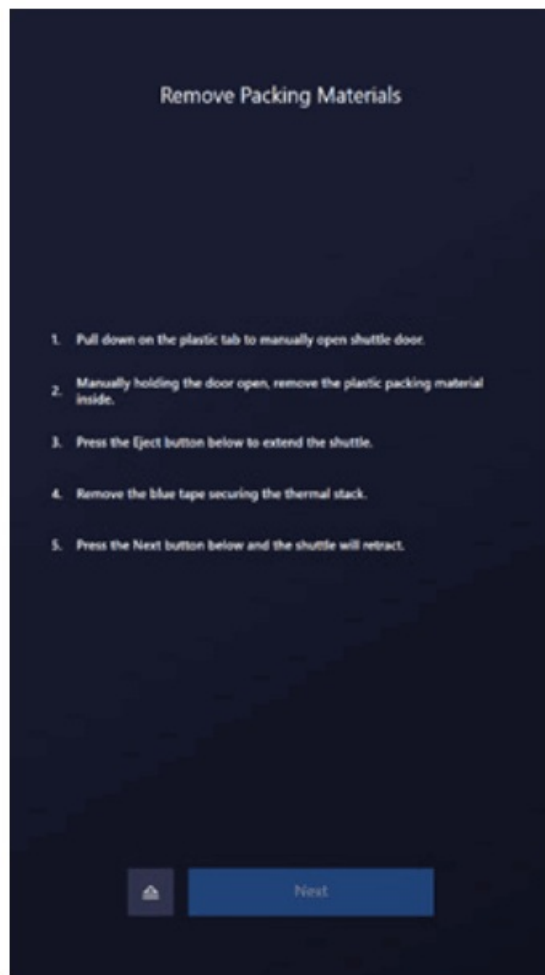 Remove Packing Materials
1. Pull down on the plastic tab to manually open shuttle door.
2. Manually holding the door open, remove the plastic packing material
inside.
3. Press the Eject button below to extend the shuttle.
4. Remove the blue tape securing the thermal stack.
5. Press the Next button below and the shuttle will retract.
Next